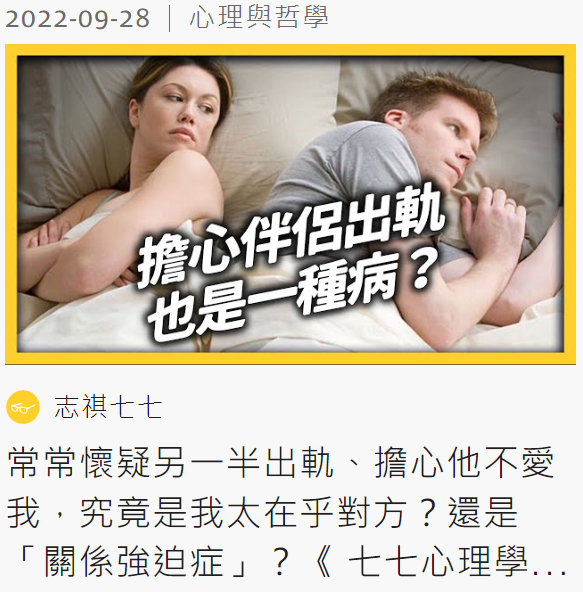 2022-09-28 | 心理與哲學
擔心伴侶出軌
也是一種病？
志祺七七
常常懷疑另一半出軌、擔心他不愛
我，究竟是我太在乎對方？還是
「關係強迫症」？《 七七心理學...